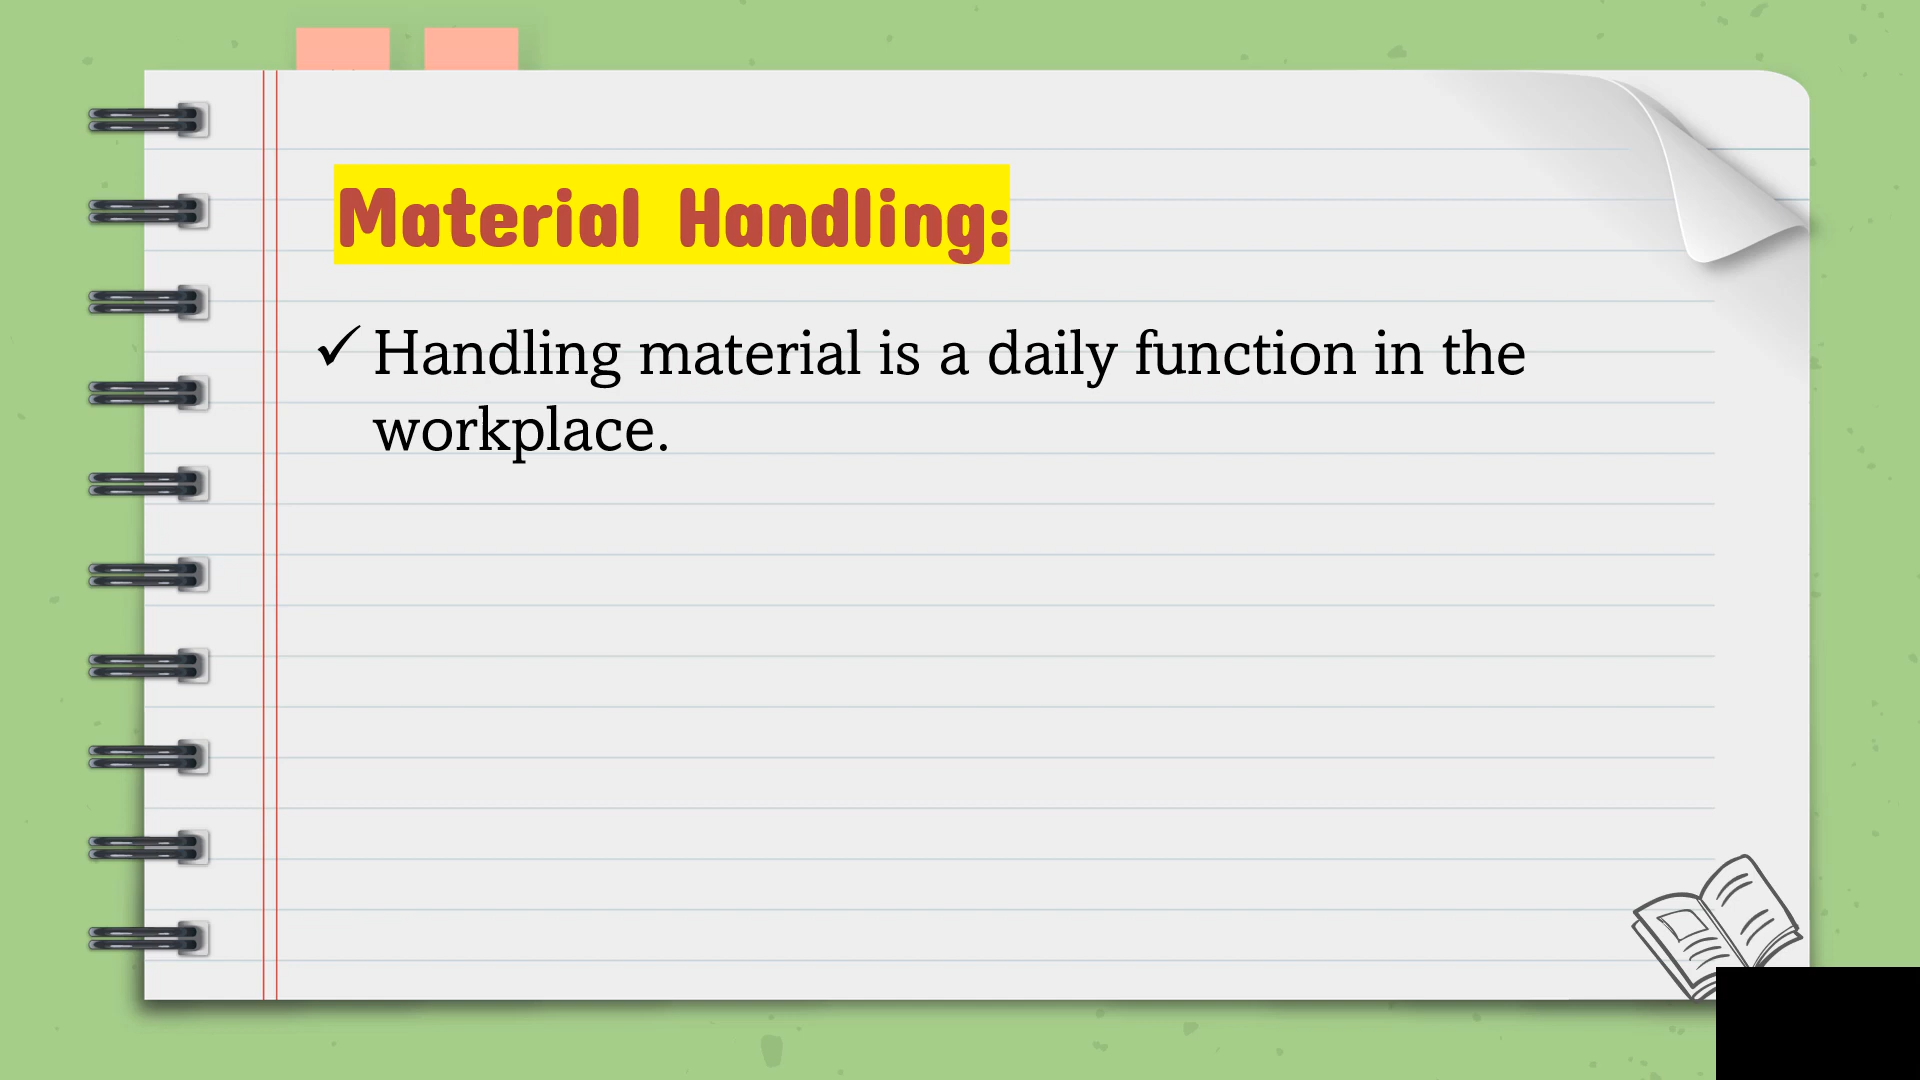 Material Handling:
✓ Handling material is a daily function in the
workplace.